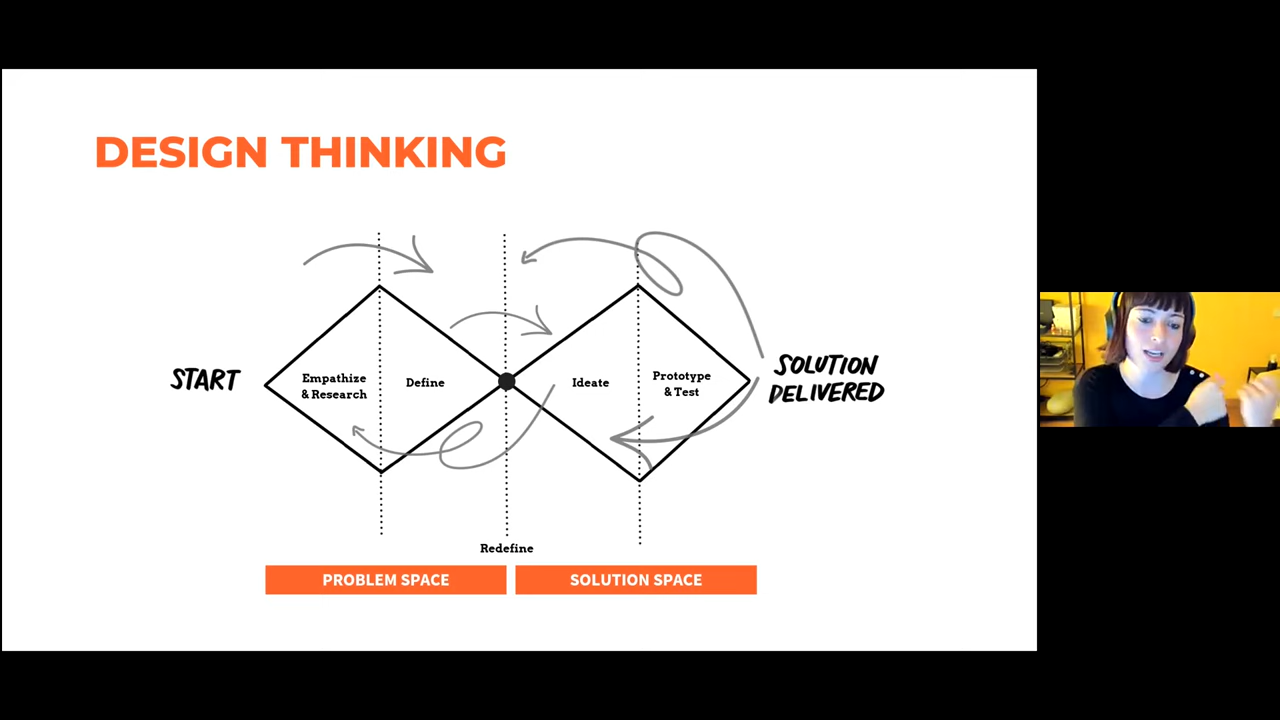 DESIGN THINKING
START
Empathize
& Research
Define
Ideate
Prototype
& Test
SOLUTION
DELIVERED
Redefine
PROBLEM SPACE
SOLUTION SPACE